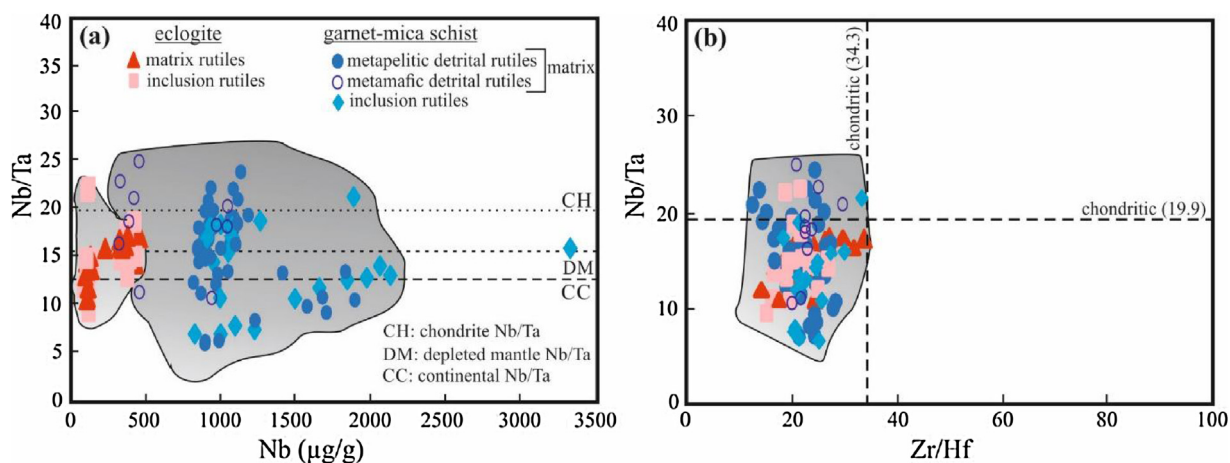 (a)
eclogite
matrix rutiles
inclusion rutiles
garnet-mica schist
metapelitic detrital rutiles
metamafic detrital rutiles
matrix
inclusion rutiles
CH
DM
CC
CH: chondrite Nb/Ta
DM: depleted mantle Nb/Ta
CC: continental Nb/Ta
Nb/Ta
40
35
30
25
20
15
10
5
0
0
500
1000
1500
2000
2500
3000
3500
Nb (µg/g)
(b)
chondritic (34.3)
chondritic (19.9)
Nb/Ta
40
30
20
10
0
0
20
40
60
80
100
Zr/Hf